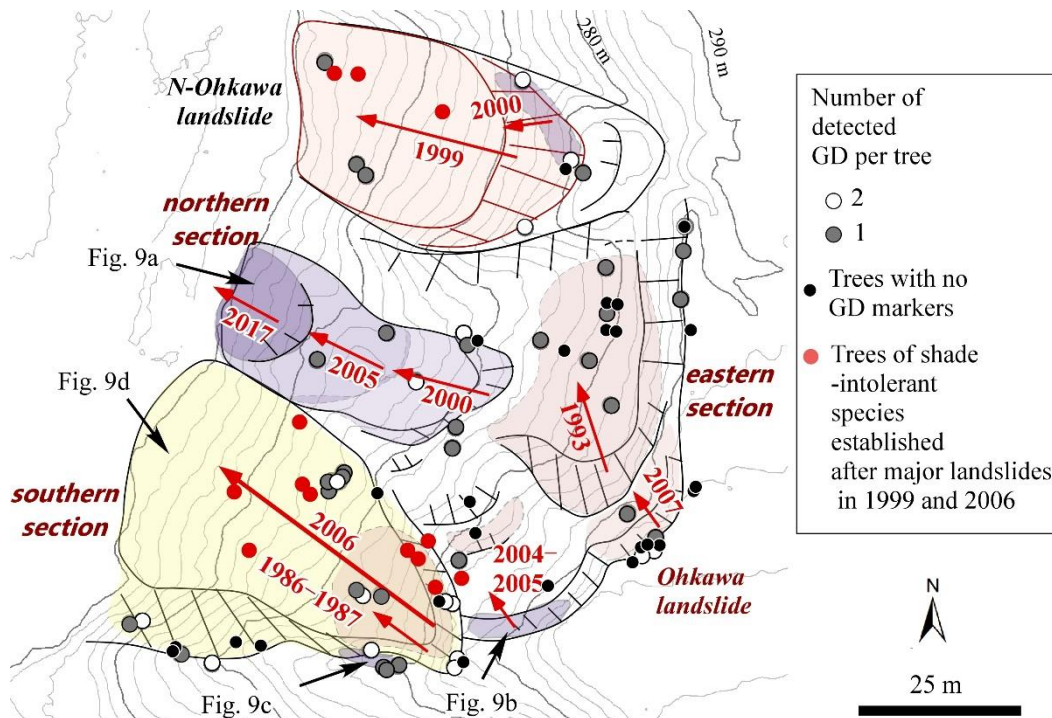 280 m
290 m
N-Ohkawa
landslide
2000
1999
northern
section
Fig. 9a
2017
2005
2000
Fig. 9d
eastern
section
1993
southern
section
2006
2007
1986–1987
2004–
2005
Ohkawa
landslide
Fig. 9c
Fig. 9b
Number of
detected
GD per tree
2
1
Trees with no
GD markers
Trees of shade
-intolerant
species
established
after major landslides
in 1999 and 2006
N
25 m